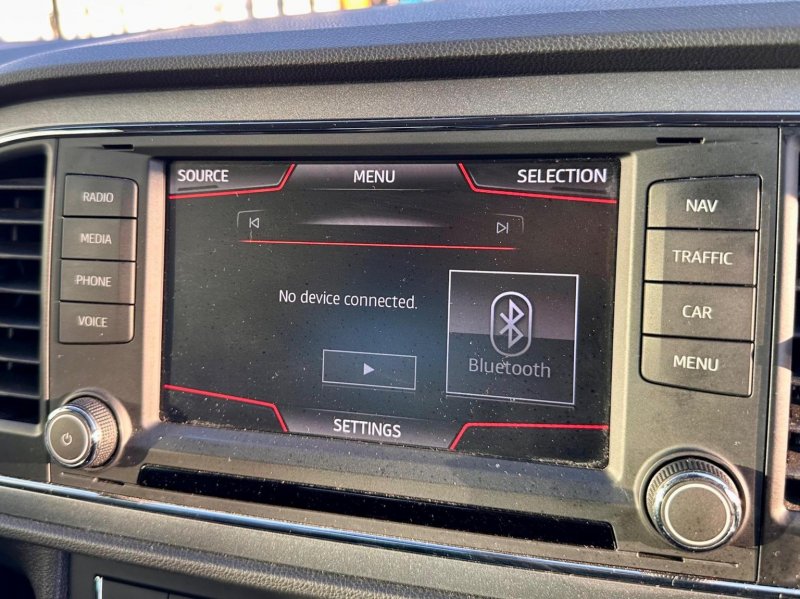 SOURCE
MENU
SELECTION
RADIO
MEDIA
PHONE
VOICE
No device connected.
Bluetooth
SETTINGS
NAV
TRAFFIC
CAR
MENU